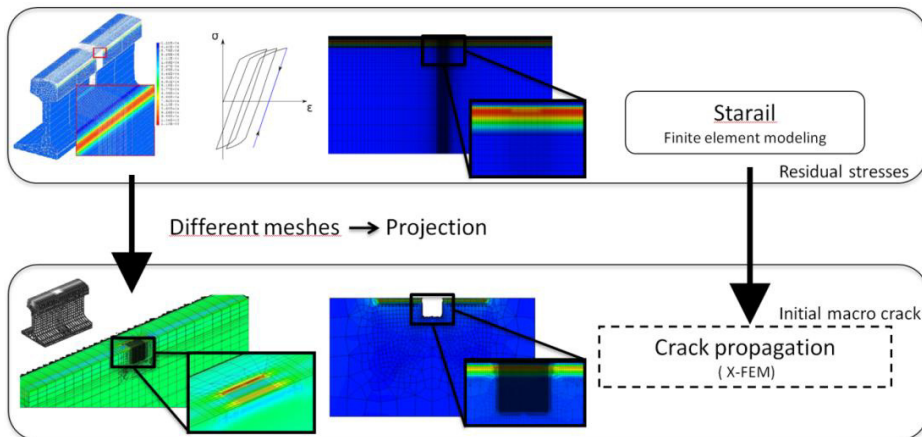 σ
ε
Starail
Finite element modeling
Residual stresses
Different meshes → Projection
Initial macro crack
Crack propagation
( X-FEM)